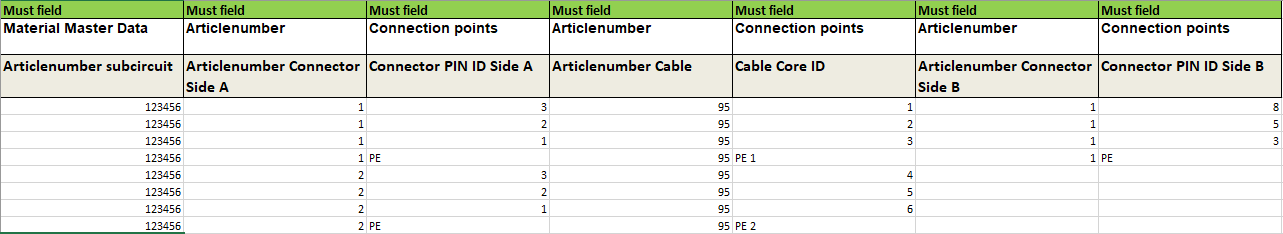 Must field Must field Must field Must field Must field Must field Must field
Material Master Data Articlenumber Connection points Articlenumber Connection points Articlenumber Connection points
Articlenumber subcircuit Articlenumber Connector Connector PIN ID Side A Articlenumber Cable Cable Core ID Articlenumber Connector Connector PIN ID Side B
Side A Side B
123456 1 3 95 1 1 8
123456 1 2 95 2 1 5
123456 1 1 95 3 1 3
123456 1 PE 95 PE 1 1 PE
123456 2 3 95 4
123456 2 2 95 5
123456 2 1 95 6
123456 2 PE 95 PE 2